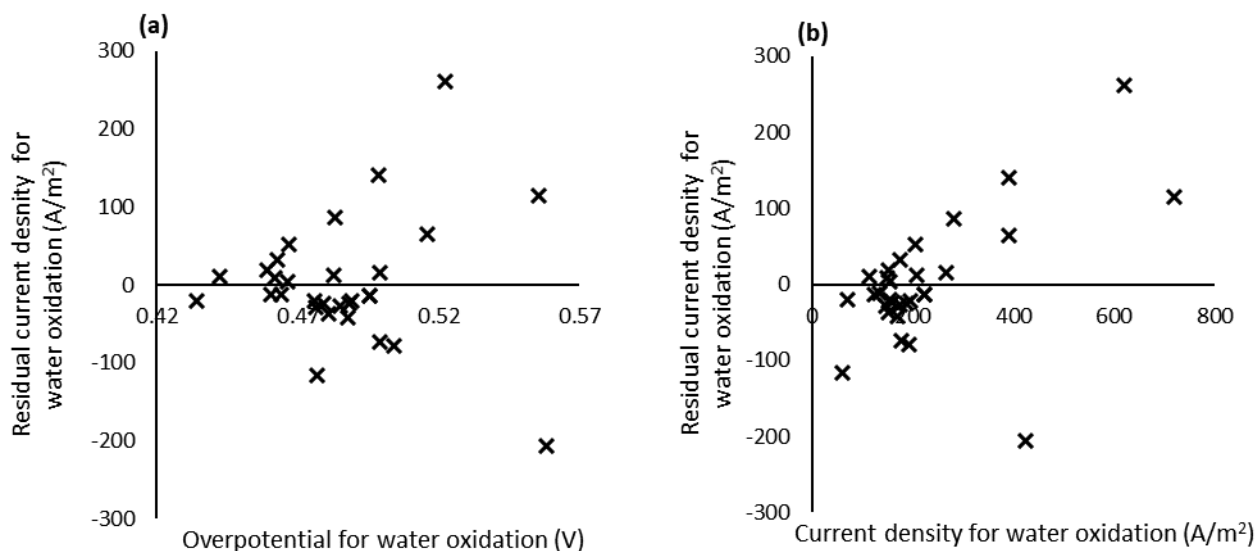 (a)
300
200
100
0
-100
-200
-300
0.42
0.47
0.52
0.57
Residual current desnity for
water oxidation (A/m²)
Overpotential for water oxidation (V)
(b)
300
200
100
0
-100
-200
-300
0
200
400
600
800
Residual current desnity for
water oxidation (A/m²)
Current density for water oxidation (A/m²)